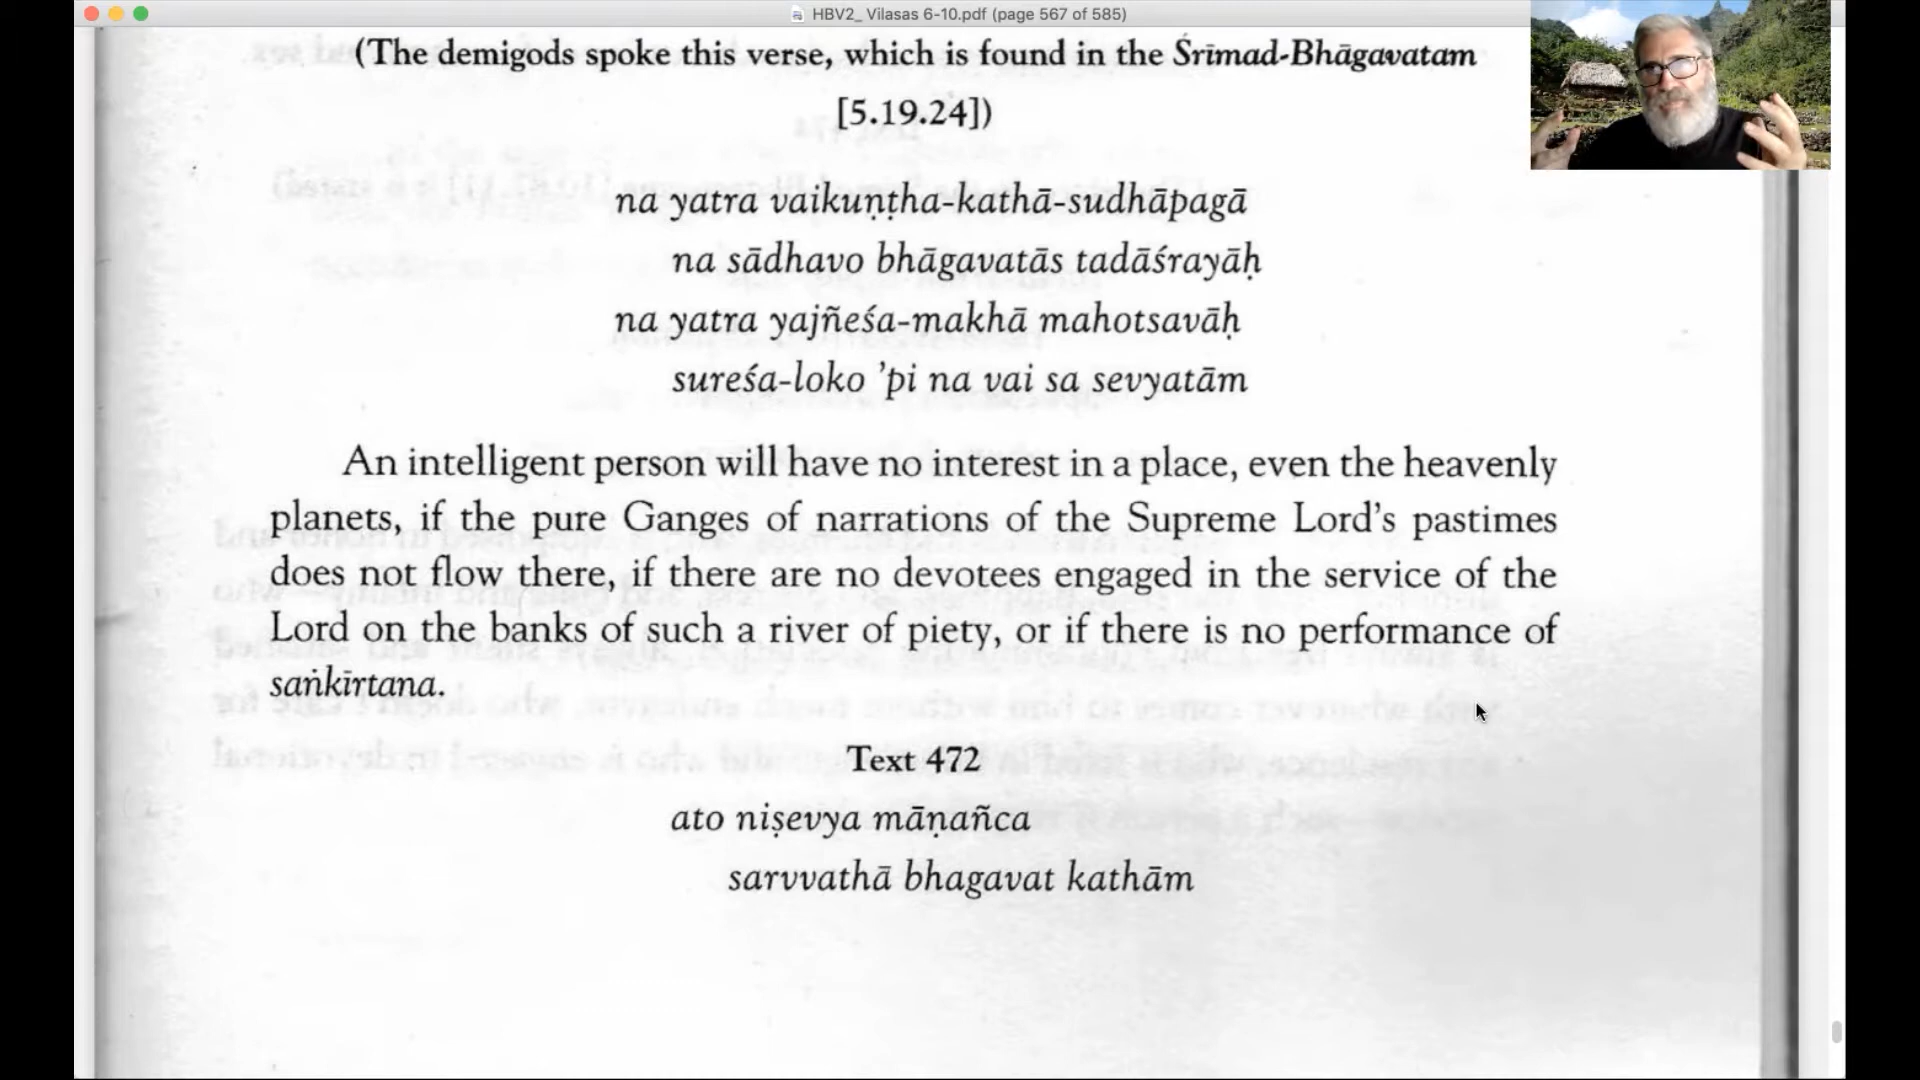 HBV2_ Vilasas 6-10.pdf (page 567 of 585)
(The demigods spoke this verse, which is found in the Śrīmad-Bhāgavatam
[5.19.24])
na yatra vaikuṇṭha-kathā-sudhāpagā
na sādhavo bhāgavatās tadāśrayāḥ
na yatra yajñeśa-makhā mahotsavāḥ
sureśa-loko ’pi na vai sa sevyatām
An intelligent person will have no interest in a place, even the heavenly
planets, if the pure Ganges of narrations of the Supreme Lord’s pastimes
does not flow there, if there are no devotees engaged in the service of the
Lord on the banks of such a river of piety, or if there is no performance of
saṅkīrtana.
Text 472
ato niṣevya māṇañca
sarvvathā bhagavat kathām